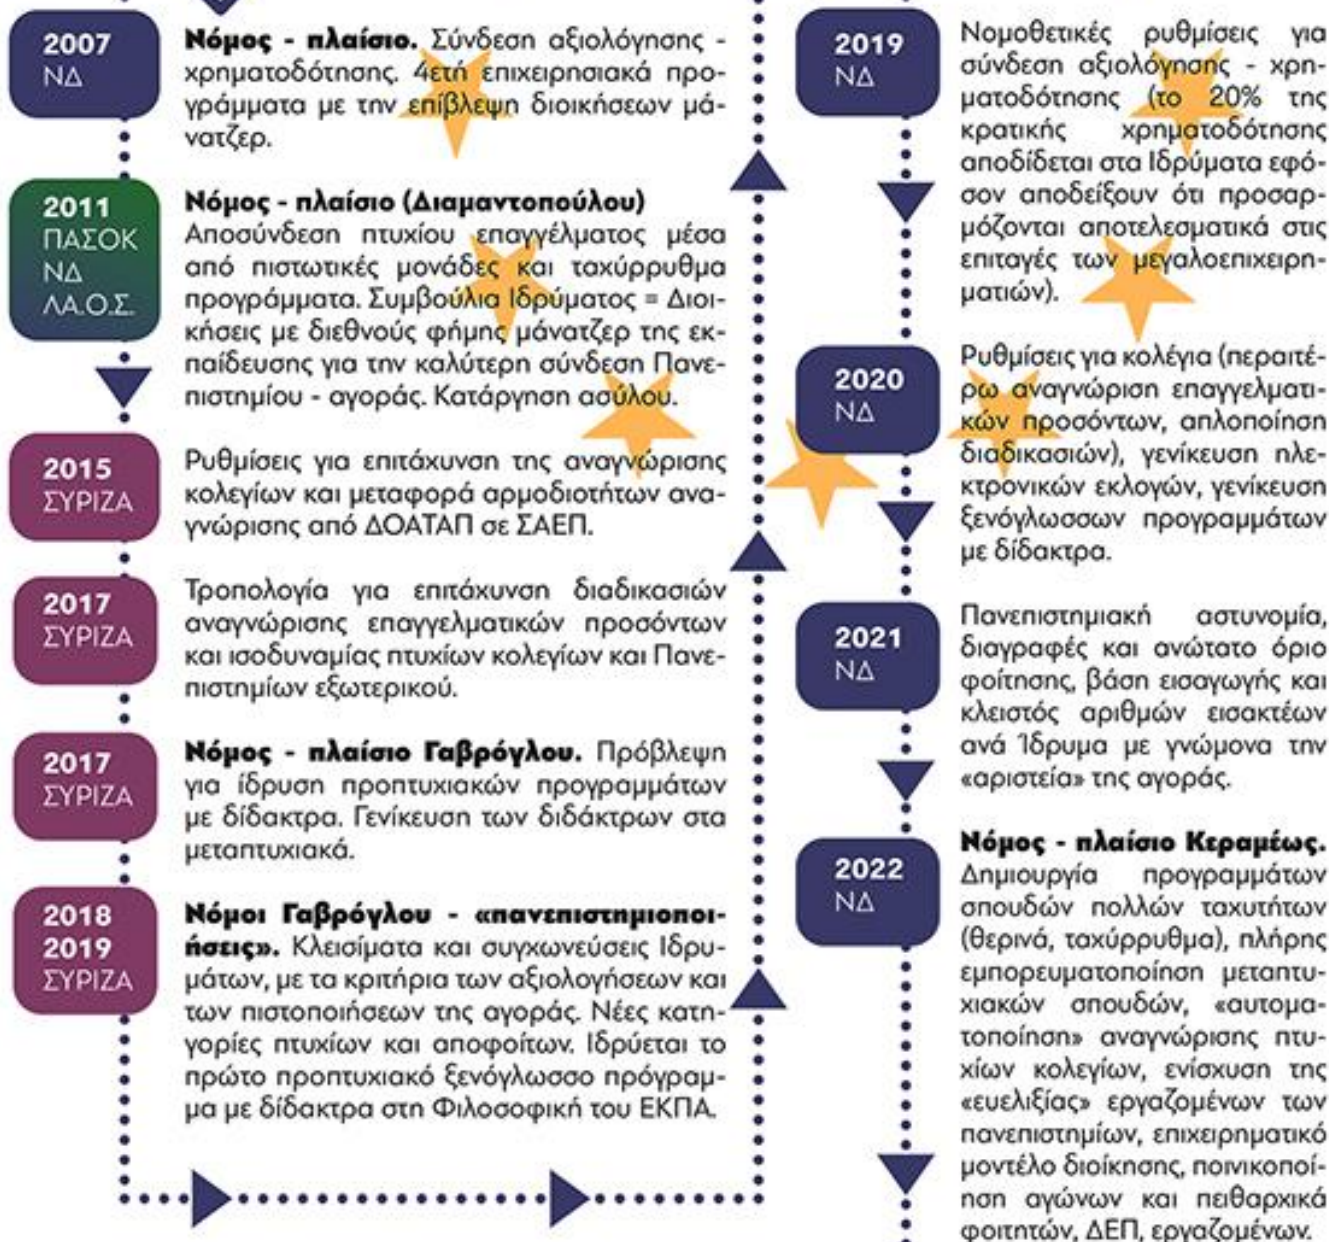 2007
ΝΔ
Νόμος - πλαίσιο. Σύνδεση αξιολόγησης -
χρηματοδότησης. 4ετή επιχειρησιακά προ-
γράμματα με την επίβλεψη διοικήσεων μά-
νατζερ.
2011
ΠΑΣΟΚ
ΝΔ
ΛΑ.Ο.Σ.
Νόμος - πλαίσιο (Διαμαντοπούλου)
Αποσύνδεση πτυχίου επαγγέλματος μέσα
από πιστωτικές μονάδες και ταχύρρυθμα
προγράμματα. Συμβούλια Ιδρύματος = Διοι-
κήσεις με διεθνούς φήμης μάνατζερ της εκ-
παίδευσης για την καλύτερη σύνδεση Πανε-
πιστημίου - αγοράς. Κατάργηση ασύλου.
2015
ΣΥΡΙΖΑ
Ρυθμίσεις για επιτάχυνση της αναγνώρισης
κολεγίων και μεταφορά αρμοδιοτήτων ανα-
γνώρισης από ΔΟΑΤΑΠ σε ΣΑΕΠ.
2017
ΣΥΡΙΖΑ
Τροπολογία για επιτάχυνση διαδικασιών
αναγνώρισης επαγγελματικών προσόντων
και ισοδυναμίας πτυχίων κολεγίων και Πανε-
πιστημίων εξωτερικού.
2017
ΣΥΡΙΖΑ
Νόμος - πλαίσιο Γαβρόγλου. Πρόβλεψη
για ίδρυση προπτυχιακών προγραμμάτων
με δίδακτρα. Γενίκευση των διδάκτρων στα
μεταπτυχιακά.
2018
2019
ΣΥΡΙΖΑ
Νόμοι Γαβρόγλου - «πανεπιστημιοποι-
ήσεις». Κλεισίματα και συγχωνεύσεις Ιδρυ-
μάτων, με τα κριτήρια των αξιολογήσεων και
των πιστοποιήσεων της αγοράς. Νέες κατη-
γορίες πτυχίων και αποφοίτων. Ιδρύεται το
πρώτο προπτυχιακό ξενόγλωσσο πρόγραμ-
μα με δίδακτρα στη Φιλοσοφική του ΕΚΠΑ.
2019
ΝΔ
Νομοθετικές ρυθμίσεις για
σύνδεση αξιολόγησης - χρη-
ματοδότησης (το 20% της
κρατικής χρηματοδότησης
αποδίδεται στα Ιδρύματα εφό-
σον αποδείξουν ότι προσαρ-
μόζονται αποτελεσματικά στις
επιταγές των μεγαλοεπιχειρη-
ματιών).
2020
ΝΔ
Ρυθμίσεις για κολέγια (περαιτέ-
ρω αναγνώριση επαγγελματι-
κών προσόντων, απλοποίηση
διαδικασιών), γενίκευση ηλε-
κτρονικών εκλογών, γενίκευση
ξενόγλωσσων προγραμμάτων
με δίδακτρα.
2021
ΝΔ
Πανεπιστημιακή αστυνομία,
διαγραφές και ανώτατο όριο
φοίτησης, βάση εισαγωγής και
κλειστός αριθμών εισακτέων
ανά Ίδρυμα με γνώμονα την
«αριστεία» της αγοράς.
2022
ΝΔ
Νόμος - πλαίσιο Κεραμέως.
Δημιουργία προγραμμάτων
σπουδών πολλών ταχυτήτων
(θερινά, ταχύρρυθμα), πλήρης
εμπορευματοποίηση μεταπτυ-
χιακών σπουδών, «αυτομα-
τοποίηση» αναγνώρισης πτυ-
χίων κολεγίων, ενίσχυση της
«ευελιξίας» εργαζομένων των
πανεπιστημίων, επιχειρηματικό
μοντέλο διοίκησης, ποινικοποί-
ηση αγώνων και πειθαρχικά
φοιτητών, ΔΕΠ, εργαζομένων.